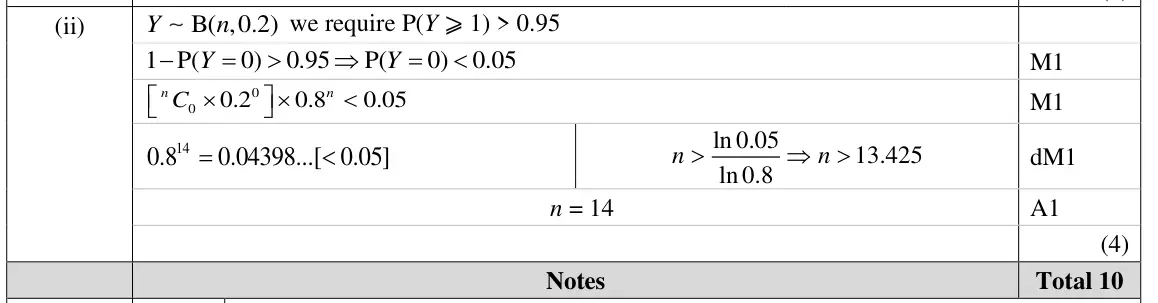 (ii) Y ~ B(n,0.2) we require P(Y ⩾ 1) > 0.95
1−P(Y = 0) > 0.95 ⇒ P(Y = 0) < 0.05 M1
[ⁿC₀ × 0.2⁰] × 0.8ⁿ < 0.05 M1
0.8¹⁴ = 0.04398...[< 0.05] n > ln 0.05 / ln 0.8 ⇒ n > 13.425 dM1
n = 14 A1
(4)
Notes Total 10